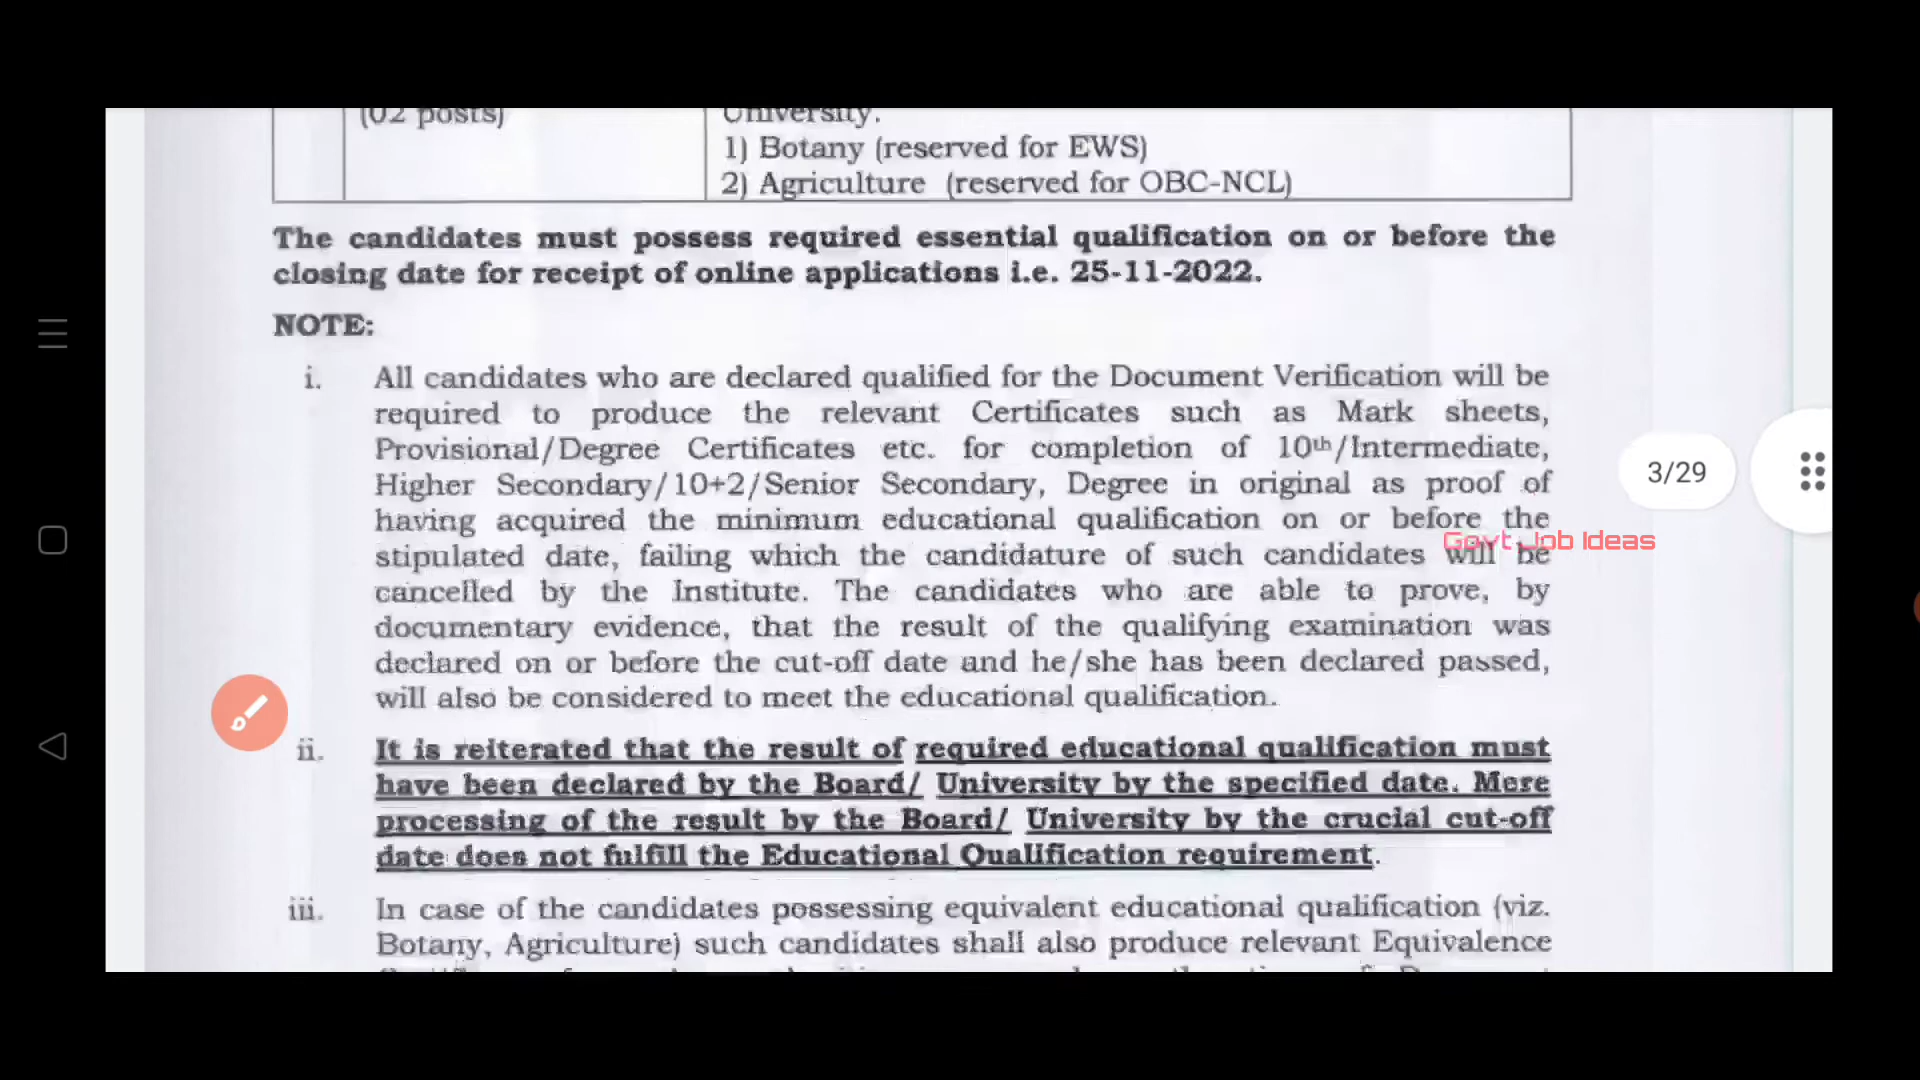 (02 posts)
University.
1) Botany (reserved for EWS)
2) Agriculture (reserved for OBC-NCL)
The candidates must possess required essential qualification on or before the
closing date for receipt of online applications i.e. 25-11-2022.
NOTE:
i. All candidates who are declared qualified for the Document Verification will be
required to produce the relevant Certificates such as Mark sheets,
Provisional/Degree Certificates etc. for completion of 10th/Intermediate,
Higher Secondary/10+2/Senior Secondary, Degree in original as proof of
having acquired the minimum educational qualification on or before the
stipulated date, failing which the candidature of such candidates will be
cancelled by the Institute. The candidates who are able to prove, by
documentary evidence, that the result of the qualifying examination was
declared on or before the cut-off date and he/she has been declared passed,
will also be considered to meet the educational qualification.
ii. It is reiterated that the result of required educational qualification must
have been declared by the Board/ University by the specified date. Mere
processing of the result by the Board/ University by the crucial cut-off
date does not fulfill the Educational Qualification requirement.
iii. In case of the candidates possessing equivalent educational qualification (viz.
Botany, Agriculture) such candidates shall also produce relevant Equivalence
3/29
Govt Job Ideas